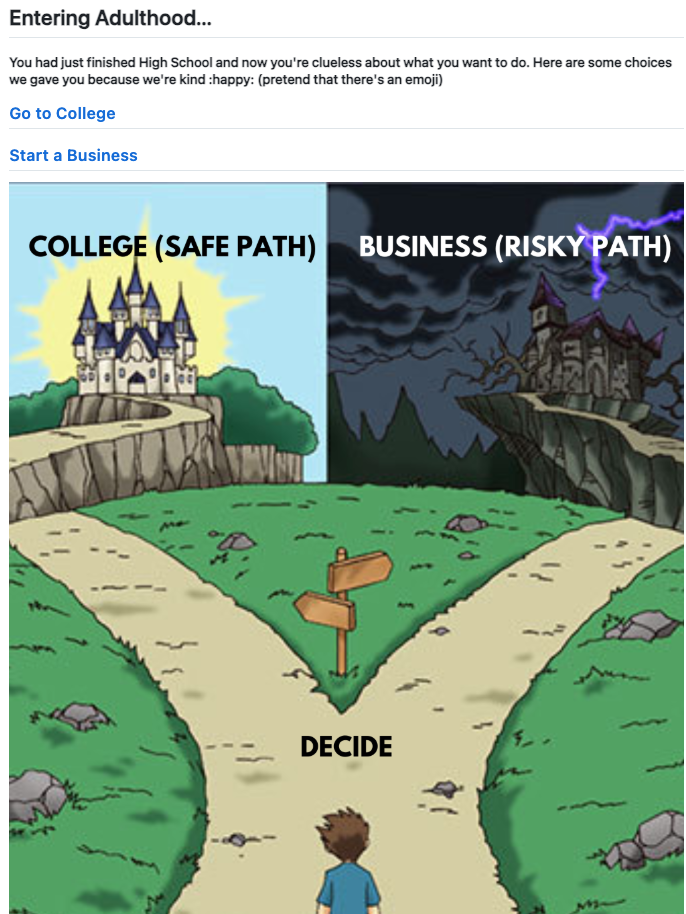 Entering Adulthood...
You had just finished High School and now you're clueless about what you want to do. Here are some choices
we gave you because we're kind :happy: (pretend that there's an emoji)
Go to College
Start a Business
COLLEGE (SAFE PATH)
BUSINESS (RISKY PATH)
DECIDE